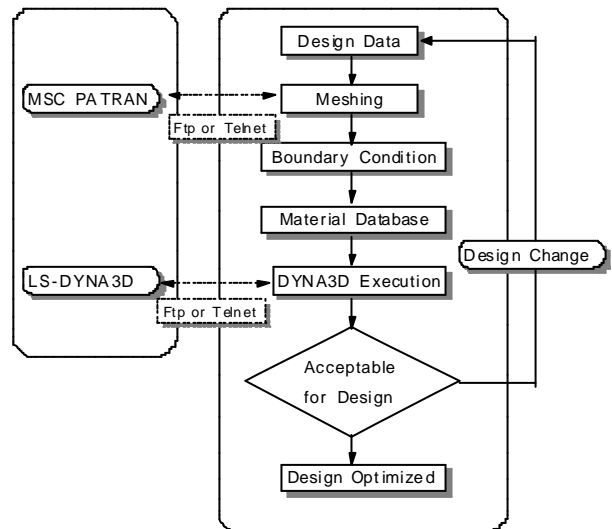 Design Data
MSC PATRAN
Meshing
Ftp or Telnet
Boundary Condition
Material Database
Design Change
LS-DYNA3D
DYNA3D Execution
Ftp or Telnet
Acceptable
for Design
Design Optimized